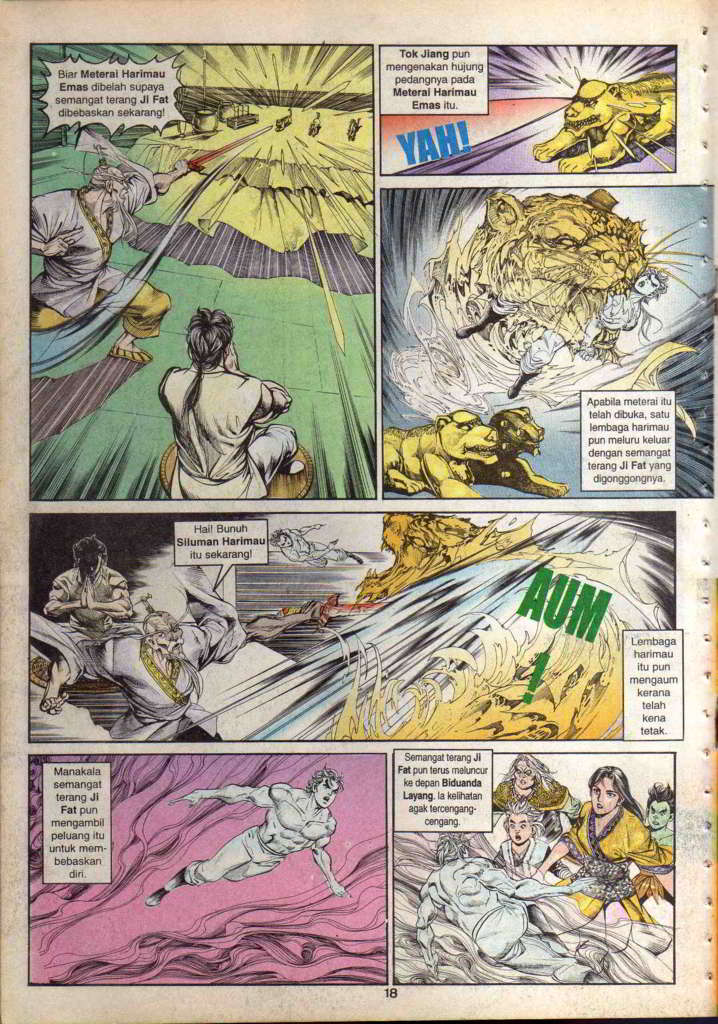 Biar Meterai Harimau
Emas dibelah supaya
semangat terang Ji Fat
dibebaskan sekarang!
Tok Jiang pun
mengenakan hujung
pedangnya pada
Meterai Harimau
Emas itu.
YAH!
Apabila meterai itu
telah dibuka, satu
lembaga harimau
pun meluru keluar
dengan semangat
terang Ji Fat yang
digonggongnya.
Hai! Bunuh
Siluman Harimau
itu sekarang!
AUM
!
Lembaga
harimau
itu pun
mengaum
kerana
telah
kena
tetak.
Manakala
semangat
terang Ji
Fat pun
mengambil
peluang itu
untuk mem-
bebaskan
diri.
Semangat terang Ji
Fat pun terus meluncur
ke depan Biduanda
Layang. Ia kelihatan
agak tercengang-
cengang.
18